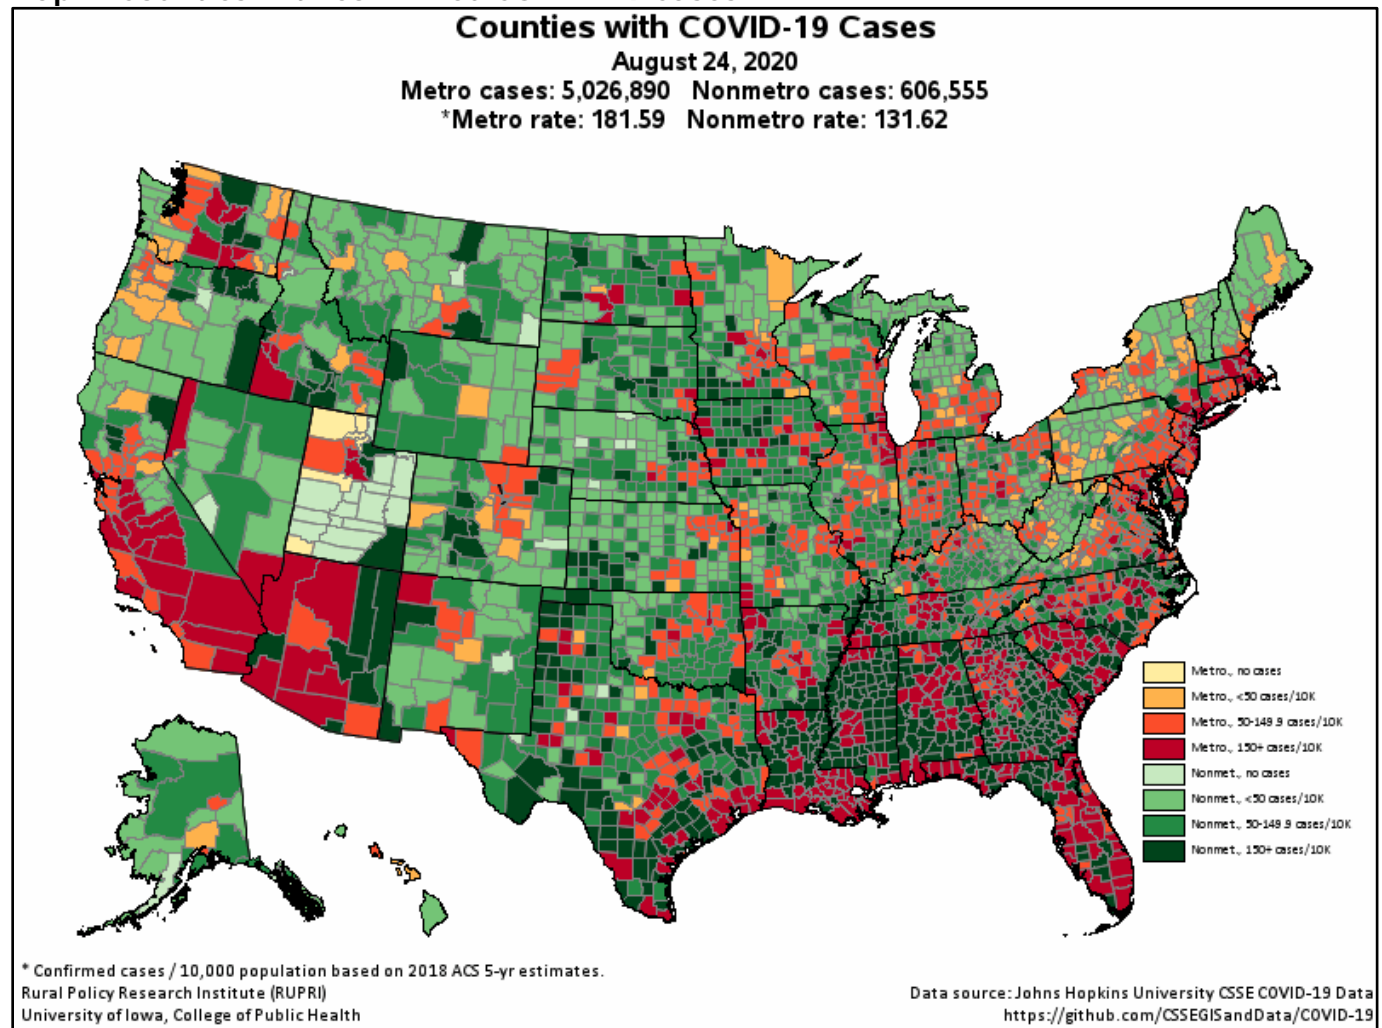 Counties with COVID-19 Cases
August 24, 2020
Metro cases: 5,026,890 Nonmetro cases: 606,555
*Metro rate: 181.59 Nonmetro rate: 131.62
Metro., no cases
Metro., <50 cases/10K
Metro., 50-149.9 cases/10K
Metro., 150+ cases/10K
Nonmet., no cases
Nonmet., <50 cases/10K
Nonmet., 50-149.9 cases/10K
Nonmet., 150+ cases/10K
* Confirmed cases / 10,000 population based on 2018 ACS 5-yr estimates.
Rural Policy Research Institute (RUPRI)
University of Iowa, College of Public Health
Data source: Johns Hopkins University CSSE COVID-19 Data
https://github.com/CSSEGISandData/COVID-19